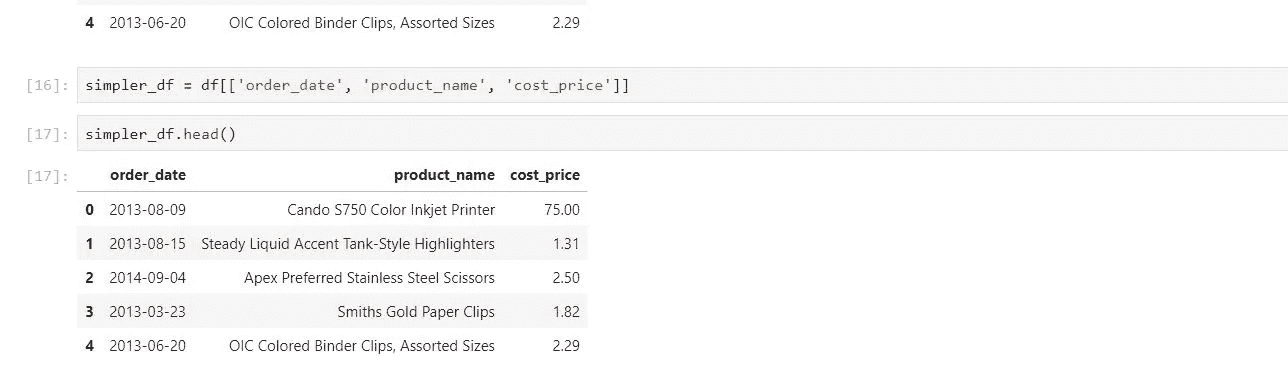 4 2013-06-20 OIC Colored Binder Clips, Assorted Sizes 2.29
[16]: simpler_df = df[['order_date', 'product_name', 'cost_price']]
[17]: simpler_df.head()
[17]: order_date product_name cost_price
0 2013-08-09 Cando S750 Color Inkjet Printer 75.00
1 2013-08-15 Steady Liquid Accent Tank-Style Highlighters 1.31
2 2014-09-04 Apex Preferred Stainless Steel Scissors 2.50
3 2013-03-23 Smiths Gold Paper Clips 1.82
4 2013-06-20 OIC Colored Binder Clips, Assorted Sizes 2.29